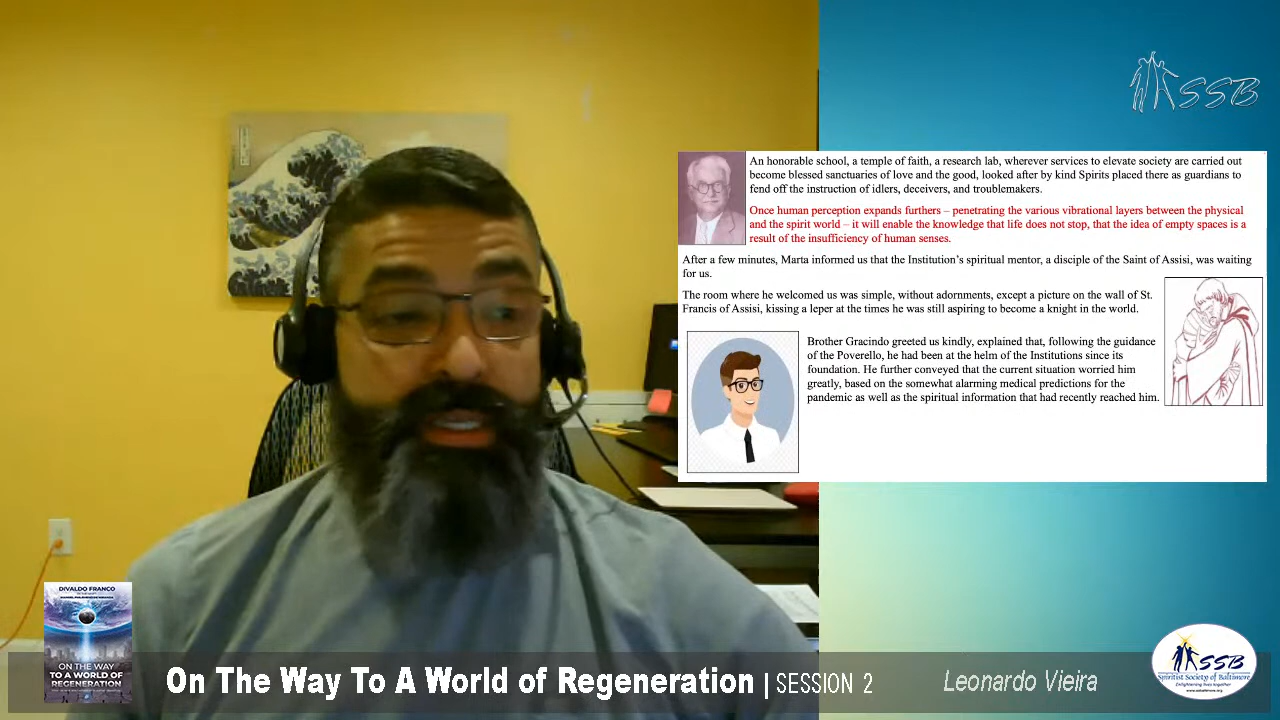 SSB
An honorable school, a temple of faith, a research lab, wherever services to elevate society are carried out
become blessed sanctuaries of love and the good, looked after by kind Spirits placed there as guardians to
fend off the instruction of idlers, deceivers, and troublemakers.
Once human perception expands furthers – penetrating the various vibrational layers between the physical
and the spirit world – it will enable the knowledge that life does not stop, that the idea of empty spaces is a
result of the insufficiency of human senses.
After a few minutes, Marta informed us that the Institution’s spiritual mentor, a disciple of the Saint of Assisi, was waiting
for us.
The room where he welcomed us was simple, without adornments, except a picture on the wall of St.
Francis of Assisi, kissing a leper at the times he was still aspiring to become a knight in the world.
Brother Gracindo greeted us kindly, explained that, following the guidance
of the Poverello, he had been at the helm of the Institutions since its
foundation. He further conveyed that the current situation worried him
greatly, based on the somewhat alarming medical predictions for the
pandemic as well as the spiritual information that had recently reached him.
DIVALDO FRANCO
ON THE WAY
TO A WORLD OF
REGENERATION
On The Way To A World of Regeneration | SESSION 2
Leonardo Vieira
SSB
Spiritist Society of Baltimore
Enlightening lives together
www.ssbaltimore.org